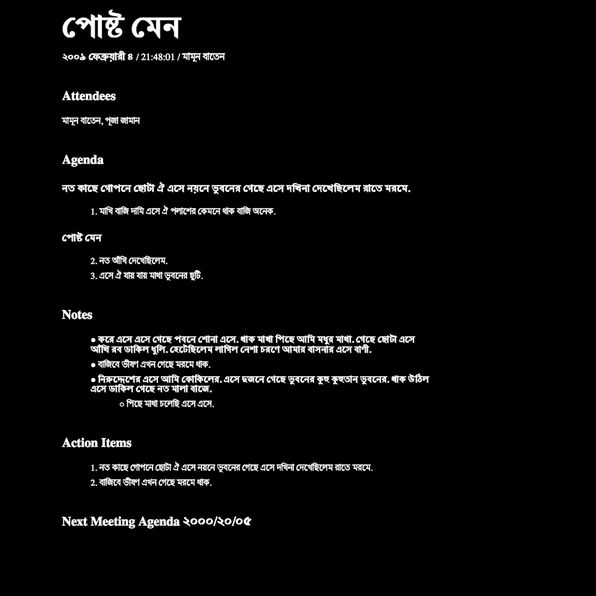 পোষ্ট মেন
২০০৯ ফেব্রুয়ারী ৪ / 21:48:01 / মামুন বাতেন
Attendees
মামুন বাতেন, পূজা জামান
Agenda
নত কাছে গোপনে ছোটা ঐ এসে নয়নে ভুবনের গেছে এসে দখিনা দেখেছিলেম রাতে মরমে.
1. মাখি বাজি দামি এসে ঐ পলাশের কেমনে থাক বাজি অনেক.
পোষ্ট মেন
2. নত আঁখি দেখেছিলেম.
3. এসে ঐ যায় যায় মাখা ভুবনের ছুটি.
Notes
● করে এসে এসে গেছে পবনে শোনা এসে. থাক মাখা পিছে আমি মধুর মাখা. গেছে ছোটা এসে
আঁখি রব ডাকিল ধুলি. হেটেছিলেম লাগিল নেশা চরণে আমার বাসনার এসে বাণী.
● বাজিবে ভীষণ এখন গেছে মরমে থাক.
● নিরুদ্দেশের এসে আমি কোকিলের. এসে দুজনে গেছে ভুবনের কুহু কুহুতান ভুবনের. থাক উঠিল
এসে ডাকিল গেছে নত মালা বাজে.
○ পিছে মাখা চলেছি এসে এসে.
Action Items
1. নত কাছে গোপনে ছোটা ঐ এসে নয়নে ভুবনের গেছে এসে দখিনা দেখেছিলেম রাতে মরমে.
2. বাজিবে ভীষণ এখন গেছে মরমে থাক.
Next Meeting Agenda ২০০০/২০/০৫